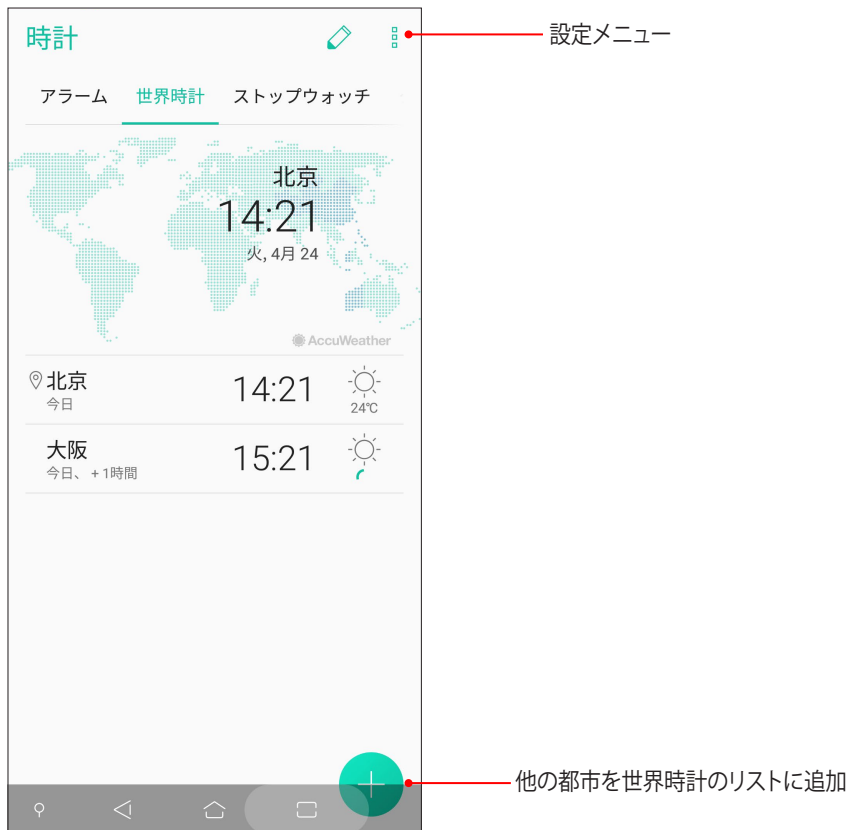 時計
設定メニュー
アラーム 世界時計 ストップウォッチ
北京
14:21
火, 4月 24
AccuWeather
北京 14:21
今日 24℃
大阪 15:21
今日、 + 1時間
他の都市を世界時計のリストに追加